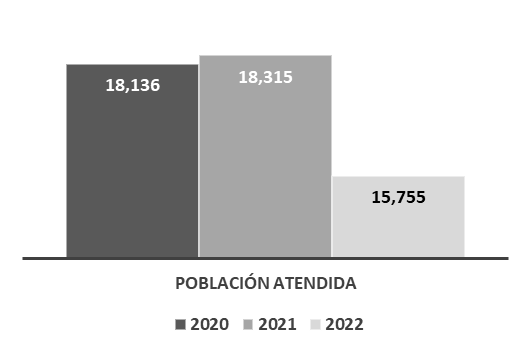 18,136
18,315
15,755
POBLACIÓN ATENDIDA
2020 2021 2022